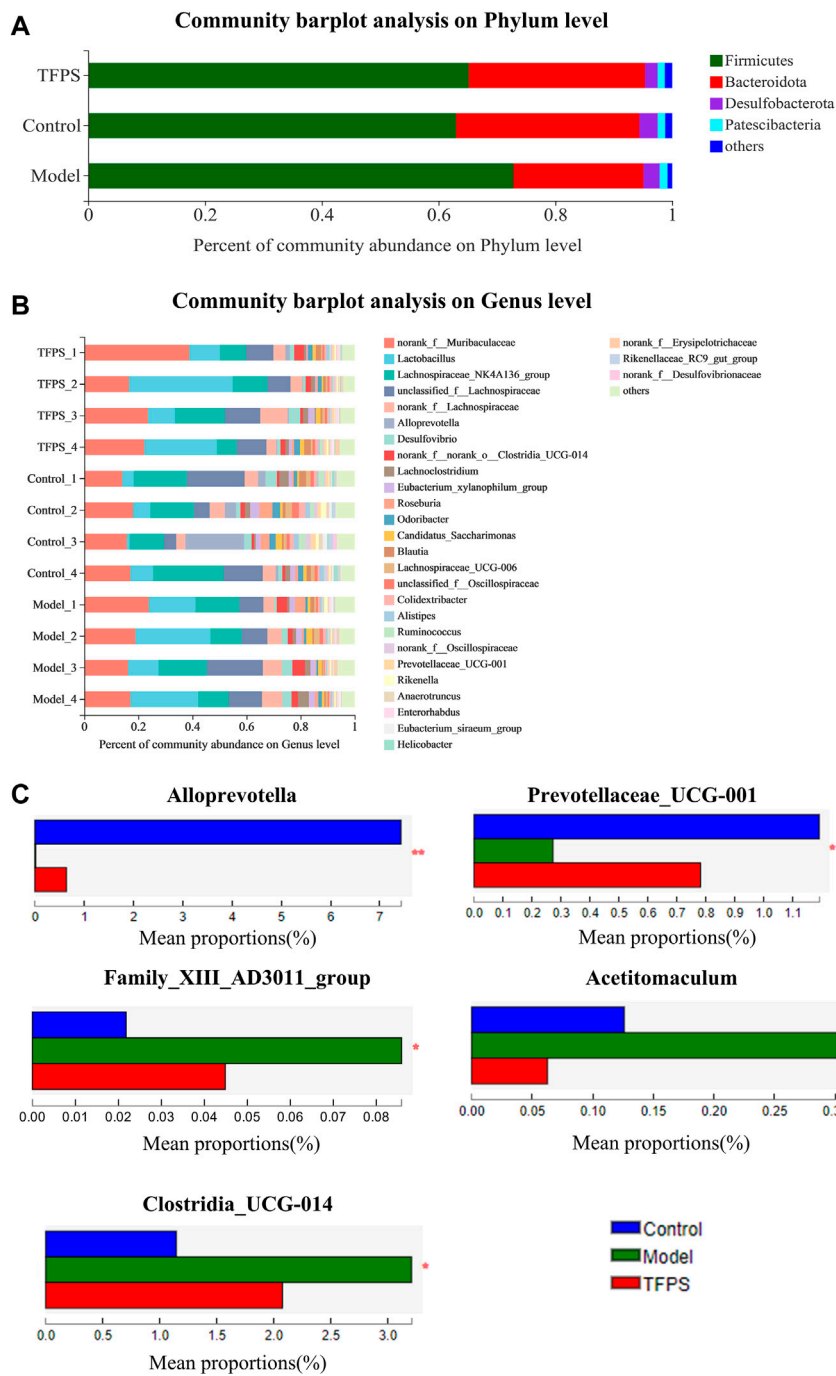 A
Community barplot analysis on Phylum level
TFPS
Control
Model
0 0.2 0.4 0.6 0.8 1
Percent of community abundance on Phylum level
Firmicutes
Bacteroidota
Desulfobacterota
Patescibacteria
others
B
Community barplot analysis on Genus level
TFPS_1
TFPS_2
TFPS_3
TFPS_4
Control_1
Control_2
Control_3
Control_4
Model_1
Model_2
Model_3
Model_4
0 0.2 0.4 0.6 0.8 1
Percent of community abundance on Genus level
norank_f__Muribaculaceae
Lactobacillus
Lachnospiraceae_NK4A136_group
unclassified_f__Lachnospiraceae
norank_f__Lachnospiraceae
Alloprevotella
Desulfovibrio
norank_f__norank_o__Clostridia_UCG-014
Lachnoclostridium
Eubacterium_xylanophilum_group
Roseburia
Odoribacter
Candidatus_Saccharimonas
Blautia
Lachnospiraceae_UCG-006
unclassified_f__Oscillospiraceae
Colidextribacter
Alistipes
Ruminococcus
norank_f__Oscillospiraceae
Prevotellaceae_UCG-001
Rikenella
Anaerotruncus
Enterorhabdus
Eubacterium_siraeum_group
Helicobacter
norank_f__Erysipelotrichaceae
Rikenellaceae_RC9_gut_group
norank_f__Desulfovibrionaceae
others
C
Alloprevotella
**
0 1 2 3 4 5 6 7
Mean proportions(%)
Prevotellaceae_UCG-001
*
0.0 0.1 0.2 0.3 0.4 0.5 0.6 0.7 0.8 0.9 1.0 1.1
Mean proportions(%)
Family_XIII_AD3011_group
*
0.00 0.01 0.02 0.03 0.04 0.05 0.06 0.07 0.08
Mean proportions(%)
Acetitomaculum
0.00 0.05 0.10 0.15 0.20 0.25
Mean proportions(%)
Clostridia_UCG-014
*
0.0 0.5 1.0 1.5 2.0 2.5 3.0
Mean proportions(%)
Control
Model
TFPS